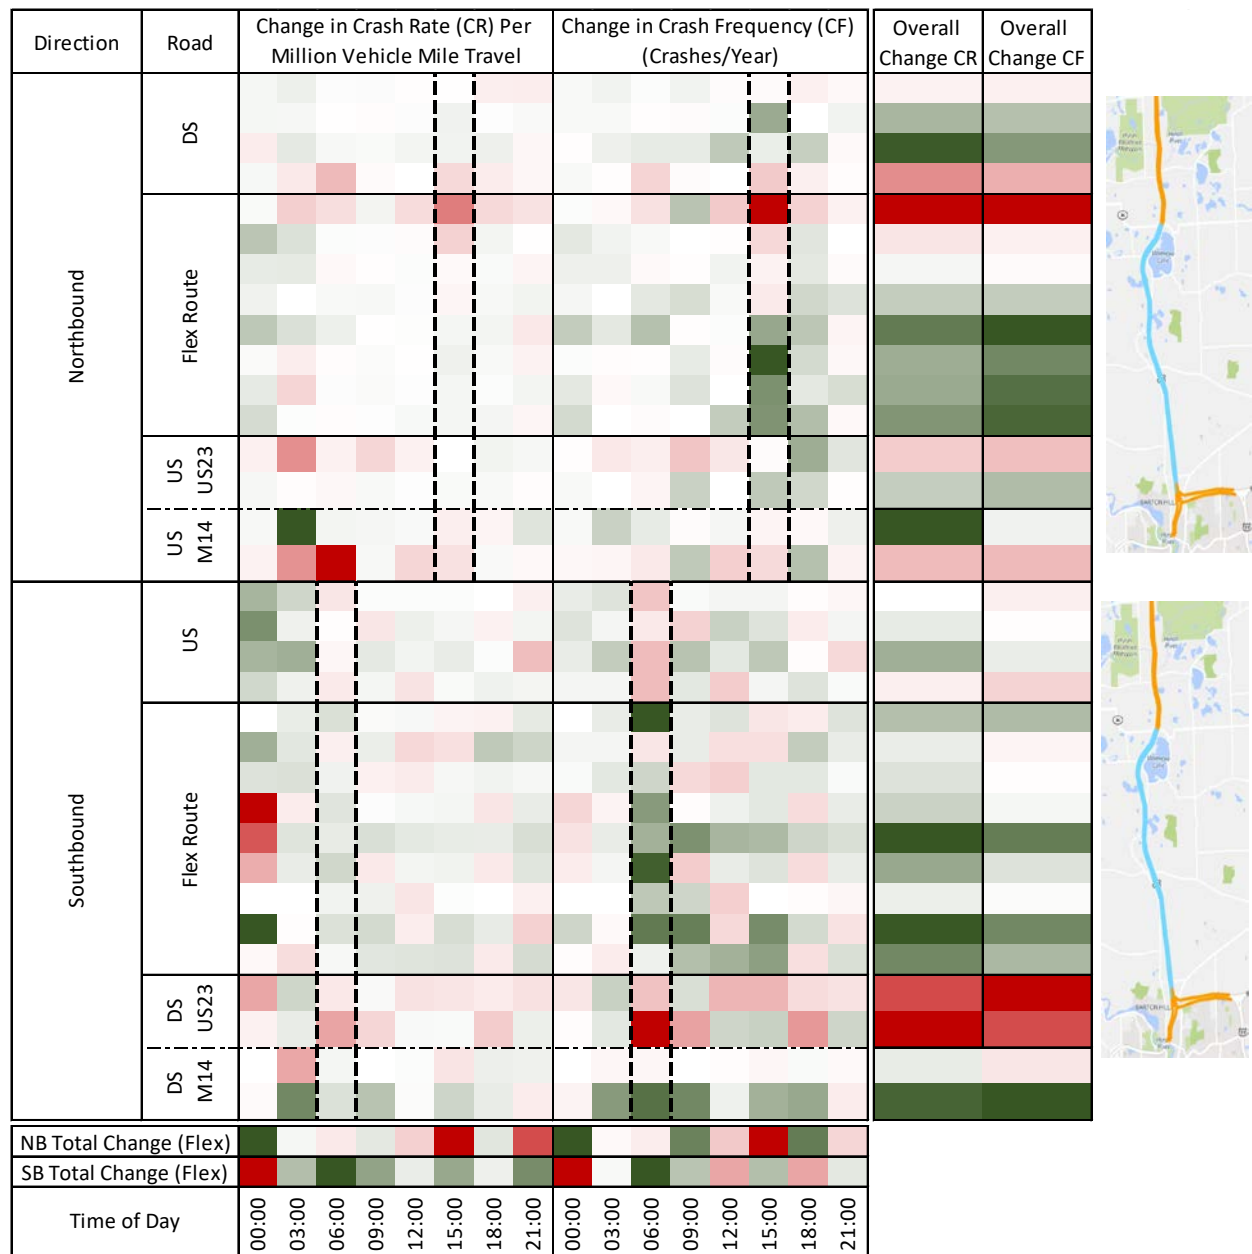 Direction
Road
Change in Crash Rate (CR) Per
Million Vehicle Mile Travel
Change in Crash Frequency (CF)
(Crashes/Year)
Overall
Change CR
Overall
Change CF
Northbound
DS
Flex Route
US
US23
US
M14
Southbound
US
Flex Route
DS
US23
DS
M14
NB Total Change (Flex)
SB Total Change (Flex)
Time of Day
00:00
03:00
06:00
09:00
12:00
15:00
18:00
21:00
00:00
03:00
06:00
09:00
12:00
15:00
18:00
21:00
BARTON HILL
BARTON HILL